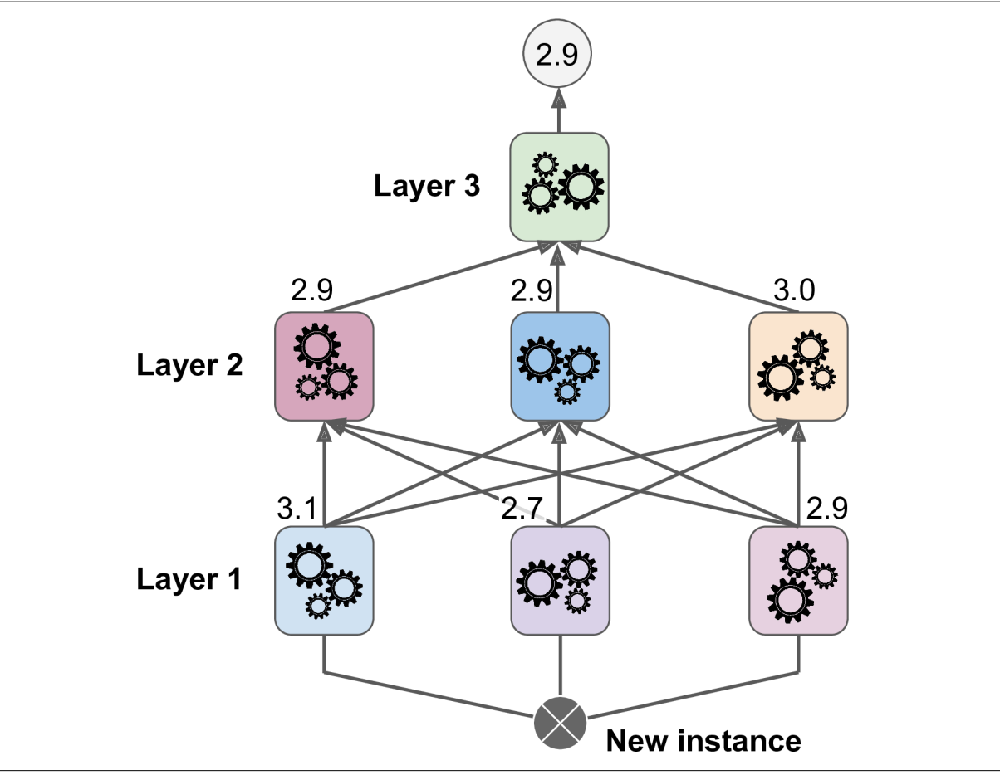 2.9
Layer 3
2.9 2.9 3.0
Layer 2
3.1 2.7 2.9
Layer 1
New instance